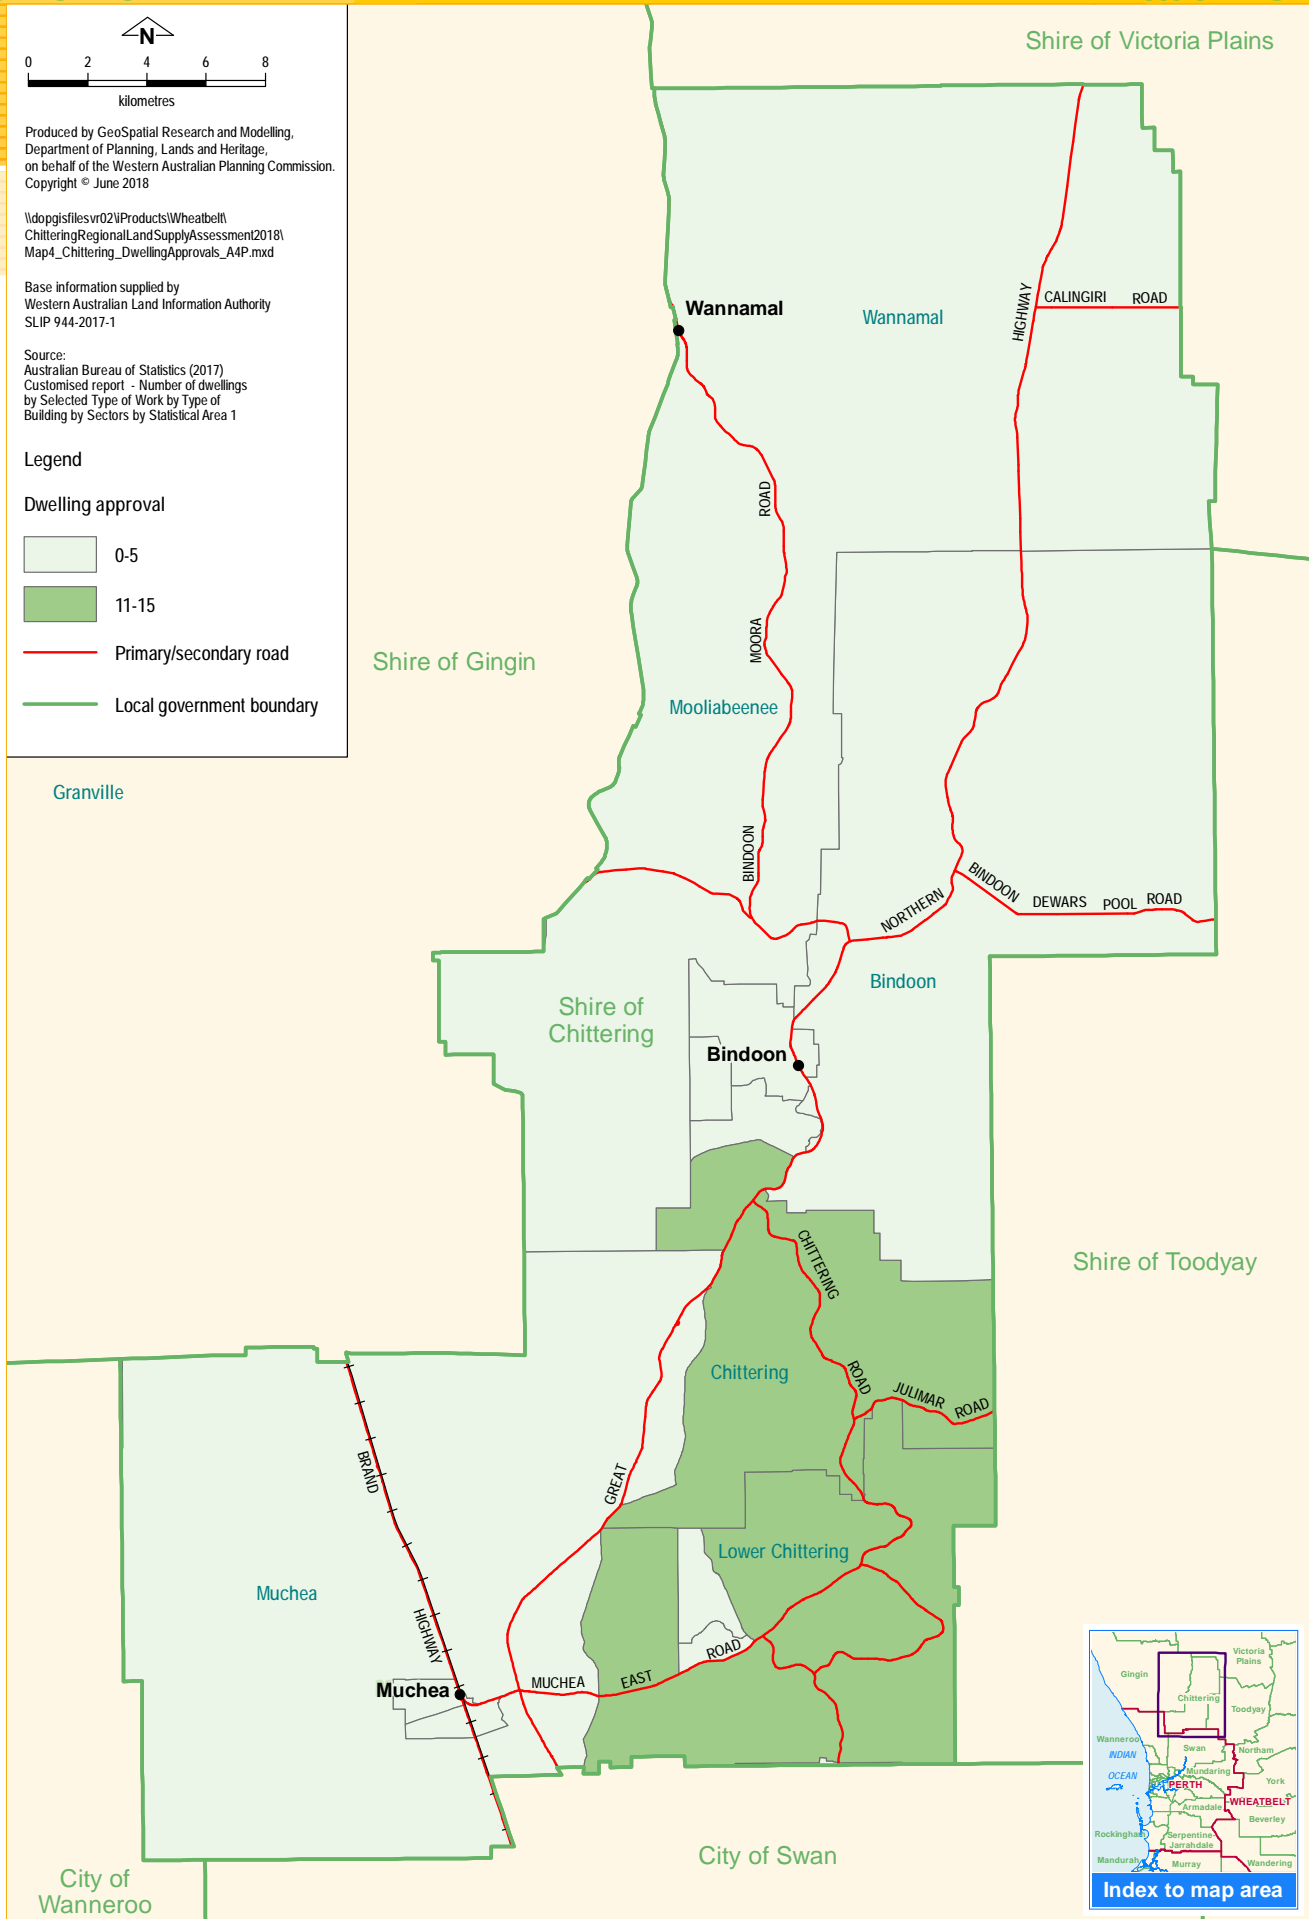 N
0 2 4 6 8
kilometres
Produced by GeoSpatial Research and Modelling,
Department of Planning, Lands and Heritage,
on behalf of the Western Australian Planning Commission.
Copyright © June 2018
\\dopgisfilesvr02\iProducts\Wheatbelt\
ChitteringRegionalLandSupplyAssessment2018\
Map4_Chittering_DwellingApprovals_A4P.mxd
Base information supplied by
Western Australian Land Information Authority
SLIP 944-2017-1
Source:
Australian Bureau of Statistics (2017)
Customised report - Number of dwellings
by Selected Type of Work by Type of
Building by Sectors by Statistical Area 1
Legend
Dwelling approval
0-5
11-15
Primary/secondary road
Local government boundary
Shire of Victoria Plains
HIGHWAY
CALINGIRI ROAD
Wannamal
Wannamal
ROAD
MOORA
BINDOON
Shire of Gingin
Mooliabeenee
Granville
NORTHERN
BINDOON
DEWARS POOL ROAD
Bindoon
Shire of
Chittering
Bindoon
Shire of Toodyay
CHITTERING
ROAD
JULIMAR
ROAD
Chittering
BRAND
HIGHWAY
GREAT
Lower Chittering
Muchea
Muchea
MUCHEA EAST ROAD
City of Swan
City of
Wanneroo
Gingin
Victoria
Plains
Chittering
Toodyay
Wanneroo
INDIAN
OCEAN
Swan
Northam
Mundaring
PERTH
York
WHEATBELT
Armadale
Beverley
Rockingham
Serpentine-
Jarrahdale
Mandurah
Murray
Wandering
Index to map area